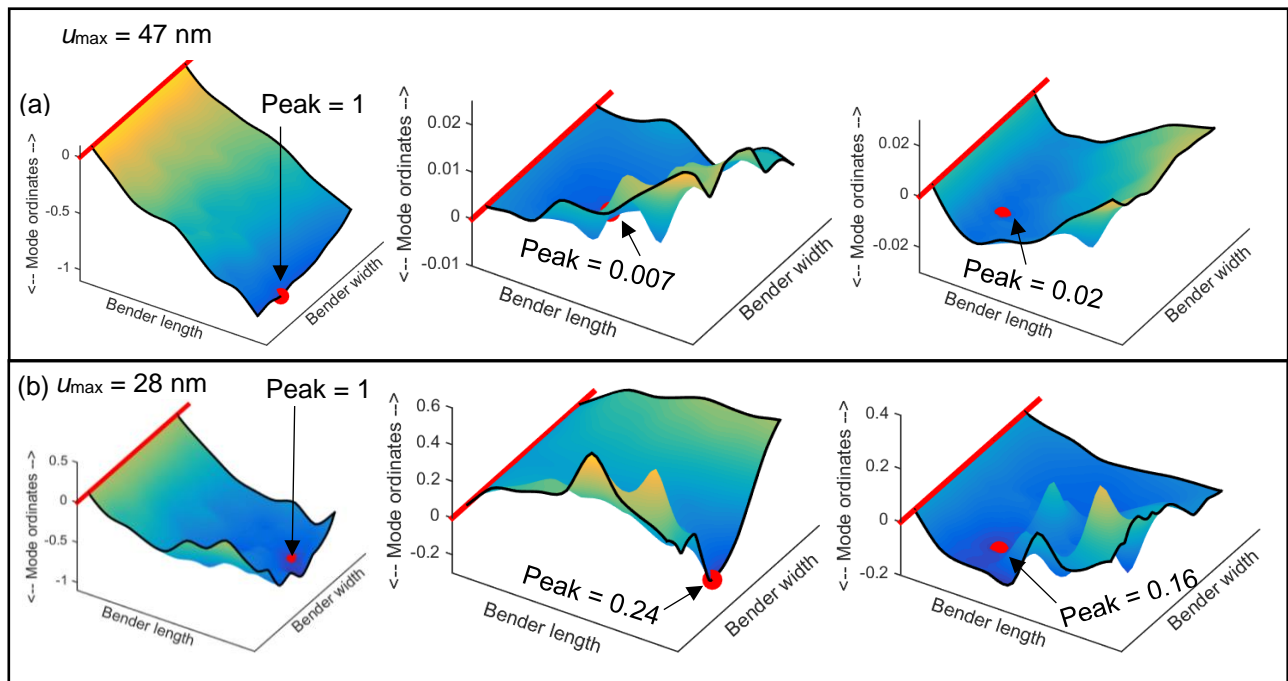 umax = 47 nm
(a)
Peak = 1
<-- Mode ordinates -->
0
-0.5
-1
Bender length
Bender width
<-- Mode ordinates -->
0.02
0.01
0
-0.01
Peak = 0.007
Bender length
Bender width
<-- Mode ordinates -->
0.02
0
-0.02
Peak = 0.02
Bender length
Bender width
(b)
umax = 28 nm
Peak = 1
<-- Mode ordinates -->
0.5
0
-0.5
-1
Bender length
Bender width
<-- Mode ordinates -->
0.6
0.4
0.2
0
-0.2
Peak = 0.24
Bender length
Bender width
<-- Mode ordinates -->
0.4
0.2
0
-0.2
Peak = 0.16
Bender length
Bender width